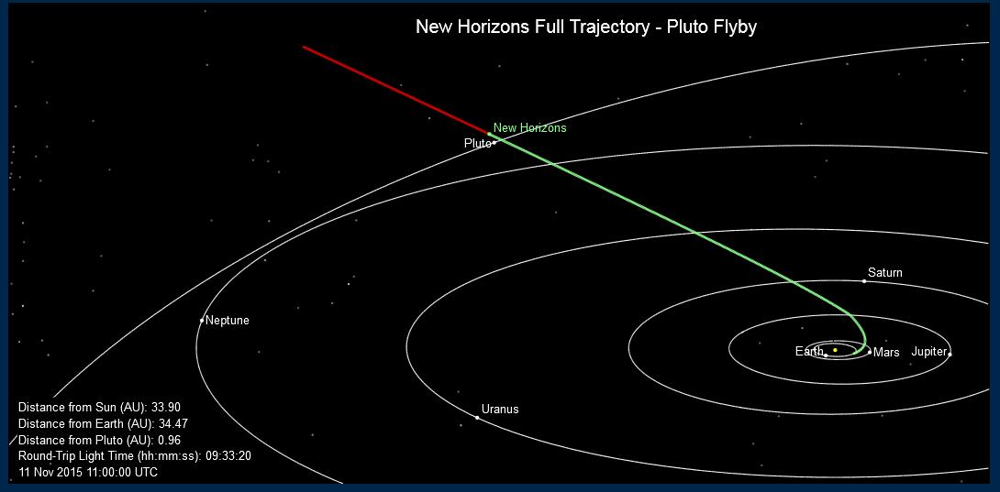 New Horizons Full Trajectory - Pluto Flyby
New Horizons
Pluto
Saturn
Neptune
Earth
Mars
Jupiter
Uranus
Distance from Sun (AU): 33.90
Distance from Earth (AU): 34.47
Distance from Pluto (AU): 0.96
Round-Trip Light Time (hh:mm:ss): 09:33:20
11 Nov 2015 11:00:00 UTC